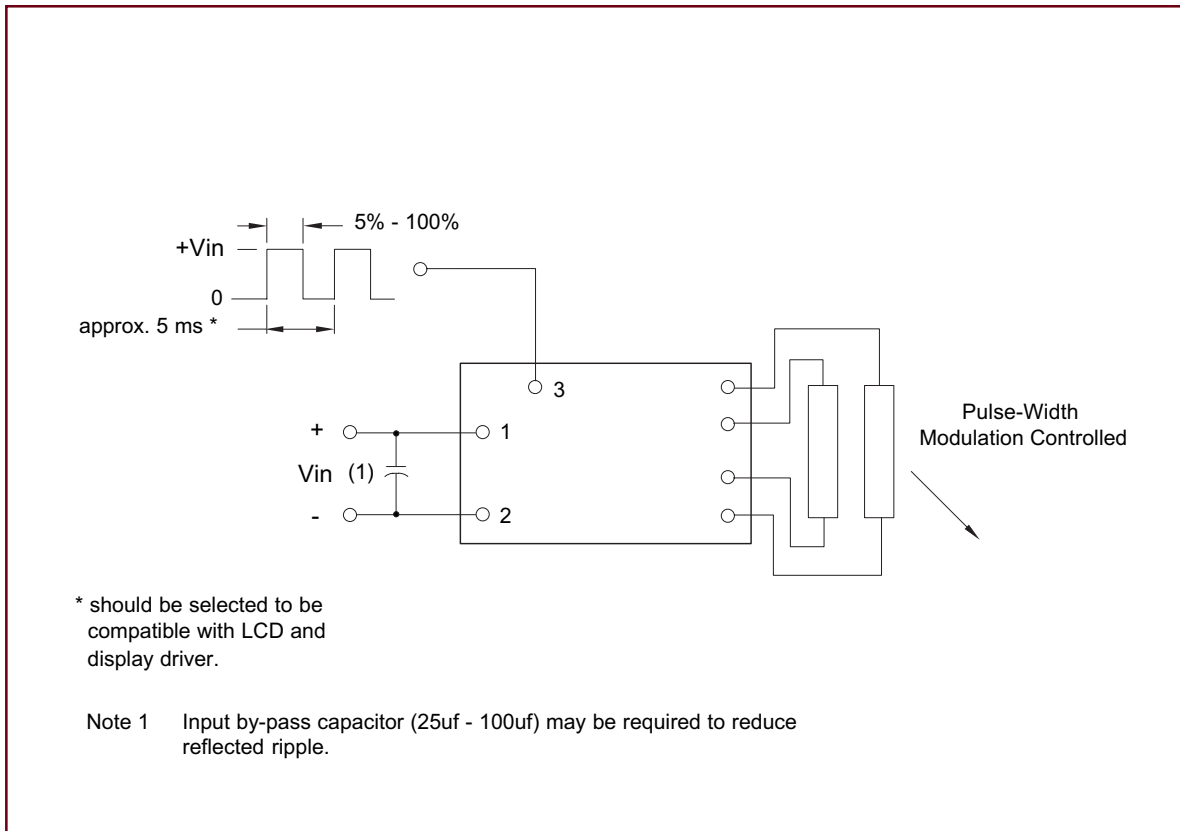 5% - 100%
+Vin
0
approx. 5 ms *
3
+
1
Vin
(1)
-
2
Pulse-Width
Modulation Controlled
* should be selected to be
compatible with LCD and
display driver.
Note 1 Input by-pass capacitor (25uf - 100uf) may be required to reduce
reflected ripple.